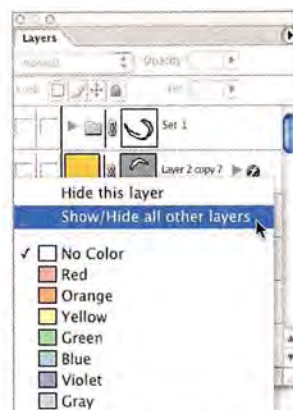 Layers
Opacity:
Set 1
Layer 2 copy 7
Hide this layer
Show/Hide all other layers
✓ No Color
Red
Orange
Yellow
Green
Blue
Violet
Gray